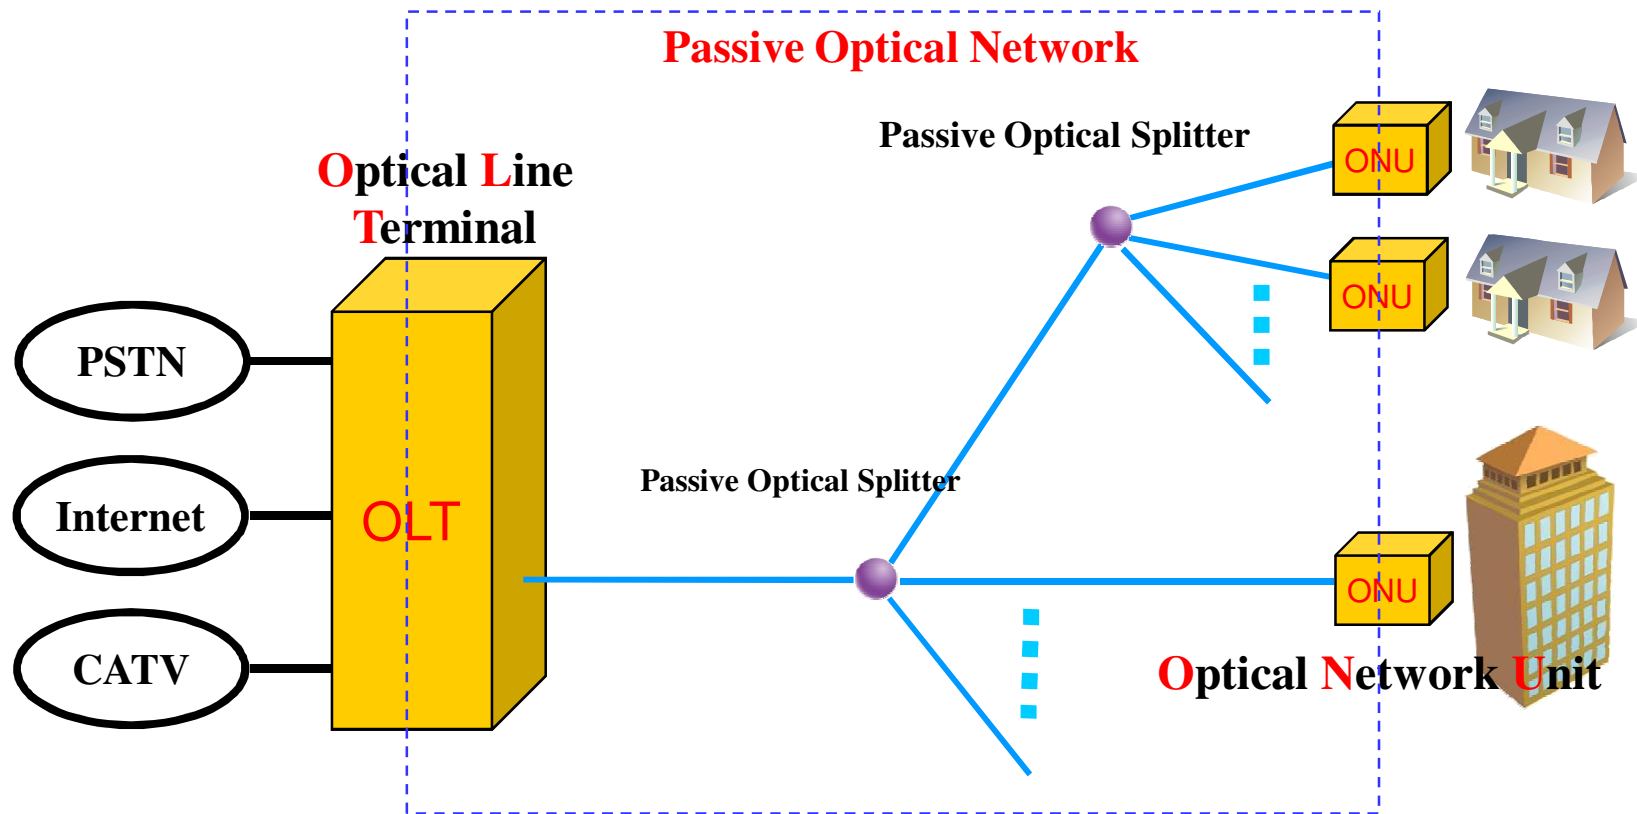 Passive Optical Network
Passive Optical Splitter
ONU
Optical Line
Terminal
ONU
PSTN
Passive Optical Splitter
Internet
OLT
ONU
CATV
Optical Network Unit